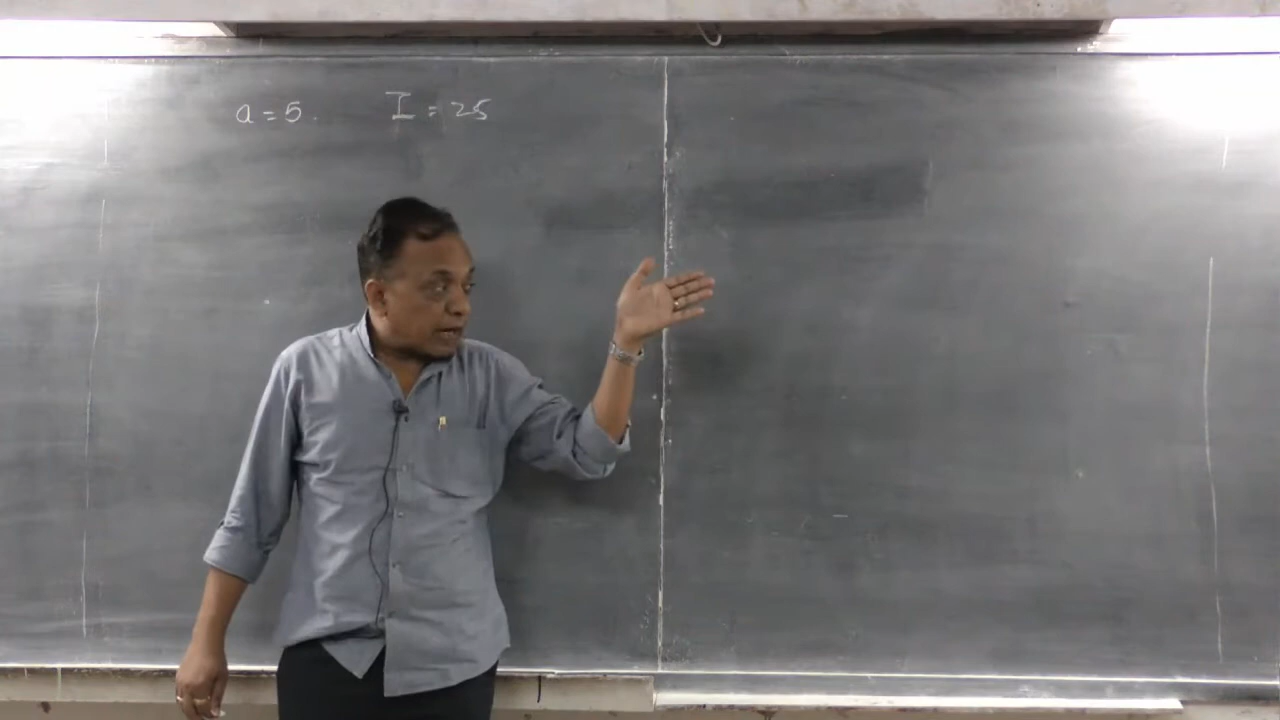 a = 5. I = 25